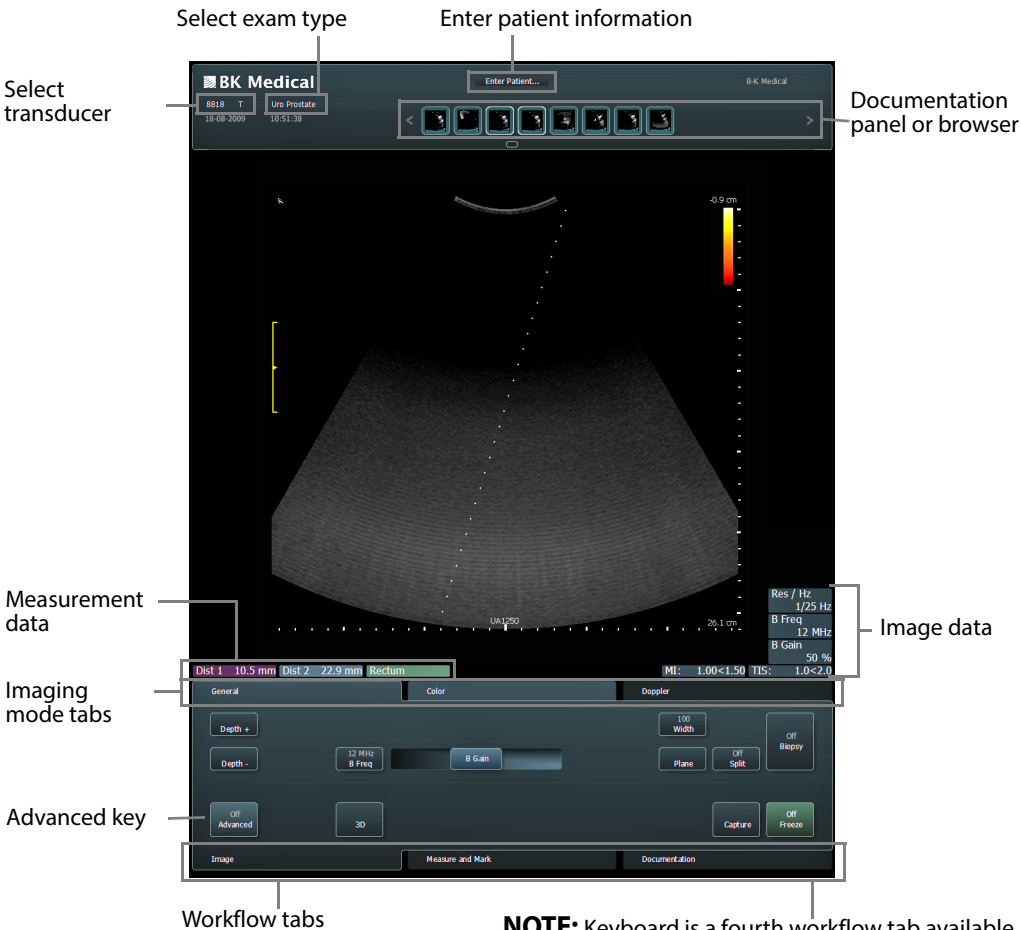 Select exam type
Enter patient information
Select
transducer
BK Medical
Enter Patient...
B-K Medical
8818 T
Uro Prostate
18-08-2009
10:51:38
<
>
Documentation
panel or browser
-0.9 cm
UA1250
26.1 cm
Measurement
data
Res / Hz
1/25 Hz
B Freq
12 MHz
B Gain
50 %
Image data
Dist 1 10.5 mm
Dist 2 22.9 mm
Rectum
MI: 1.00<1.50
TIS: 1.0<2.0
Imaging
mode tabs
General
Color
Doppler
Depth +
100
Width
Off
Biopsy
Depth -
12 MHz
B Freq
B Gain
Plane
Off
Split
Advanced key
Off
Advanced
3D
Capture
Off
Freeze
Image
Measure and Mark
Documentation
Workflow tabs
NOTE: Keyboard is a fourth workflow tab available